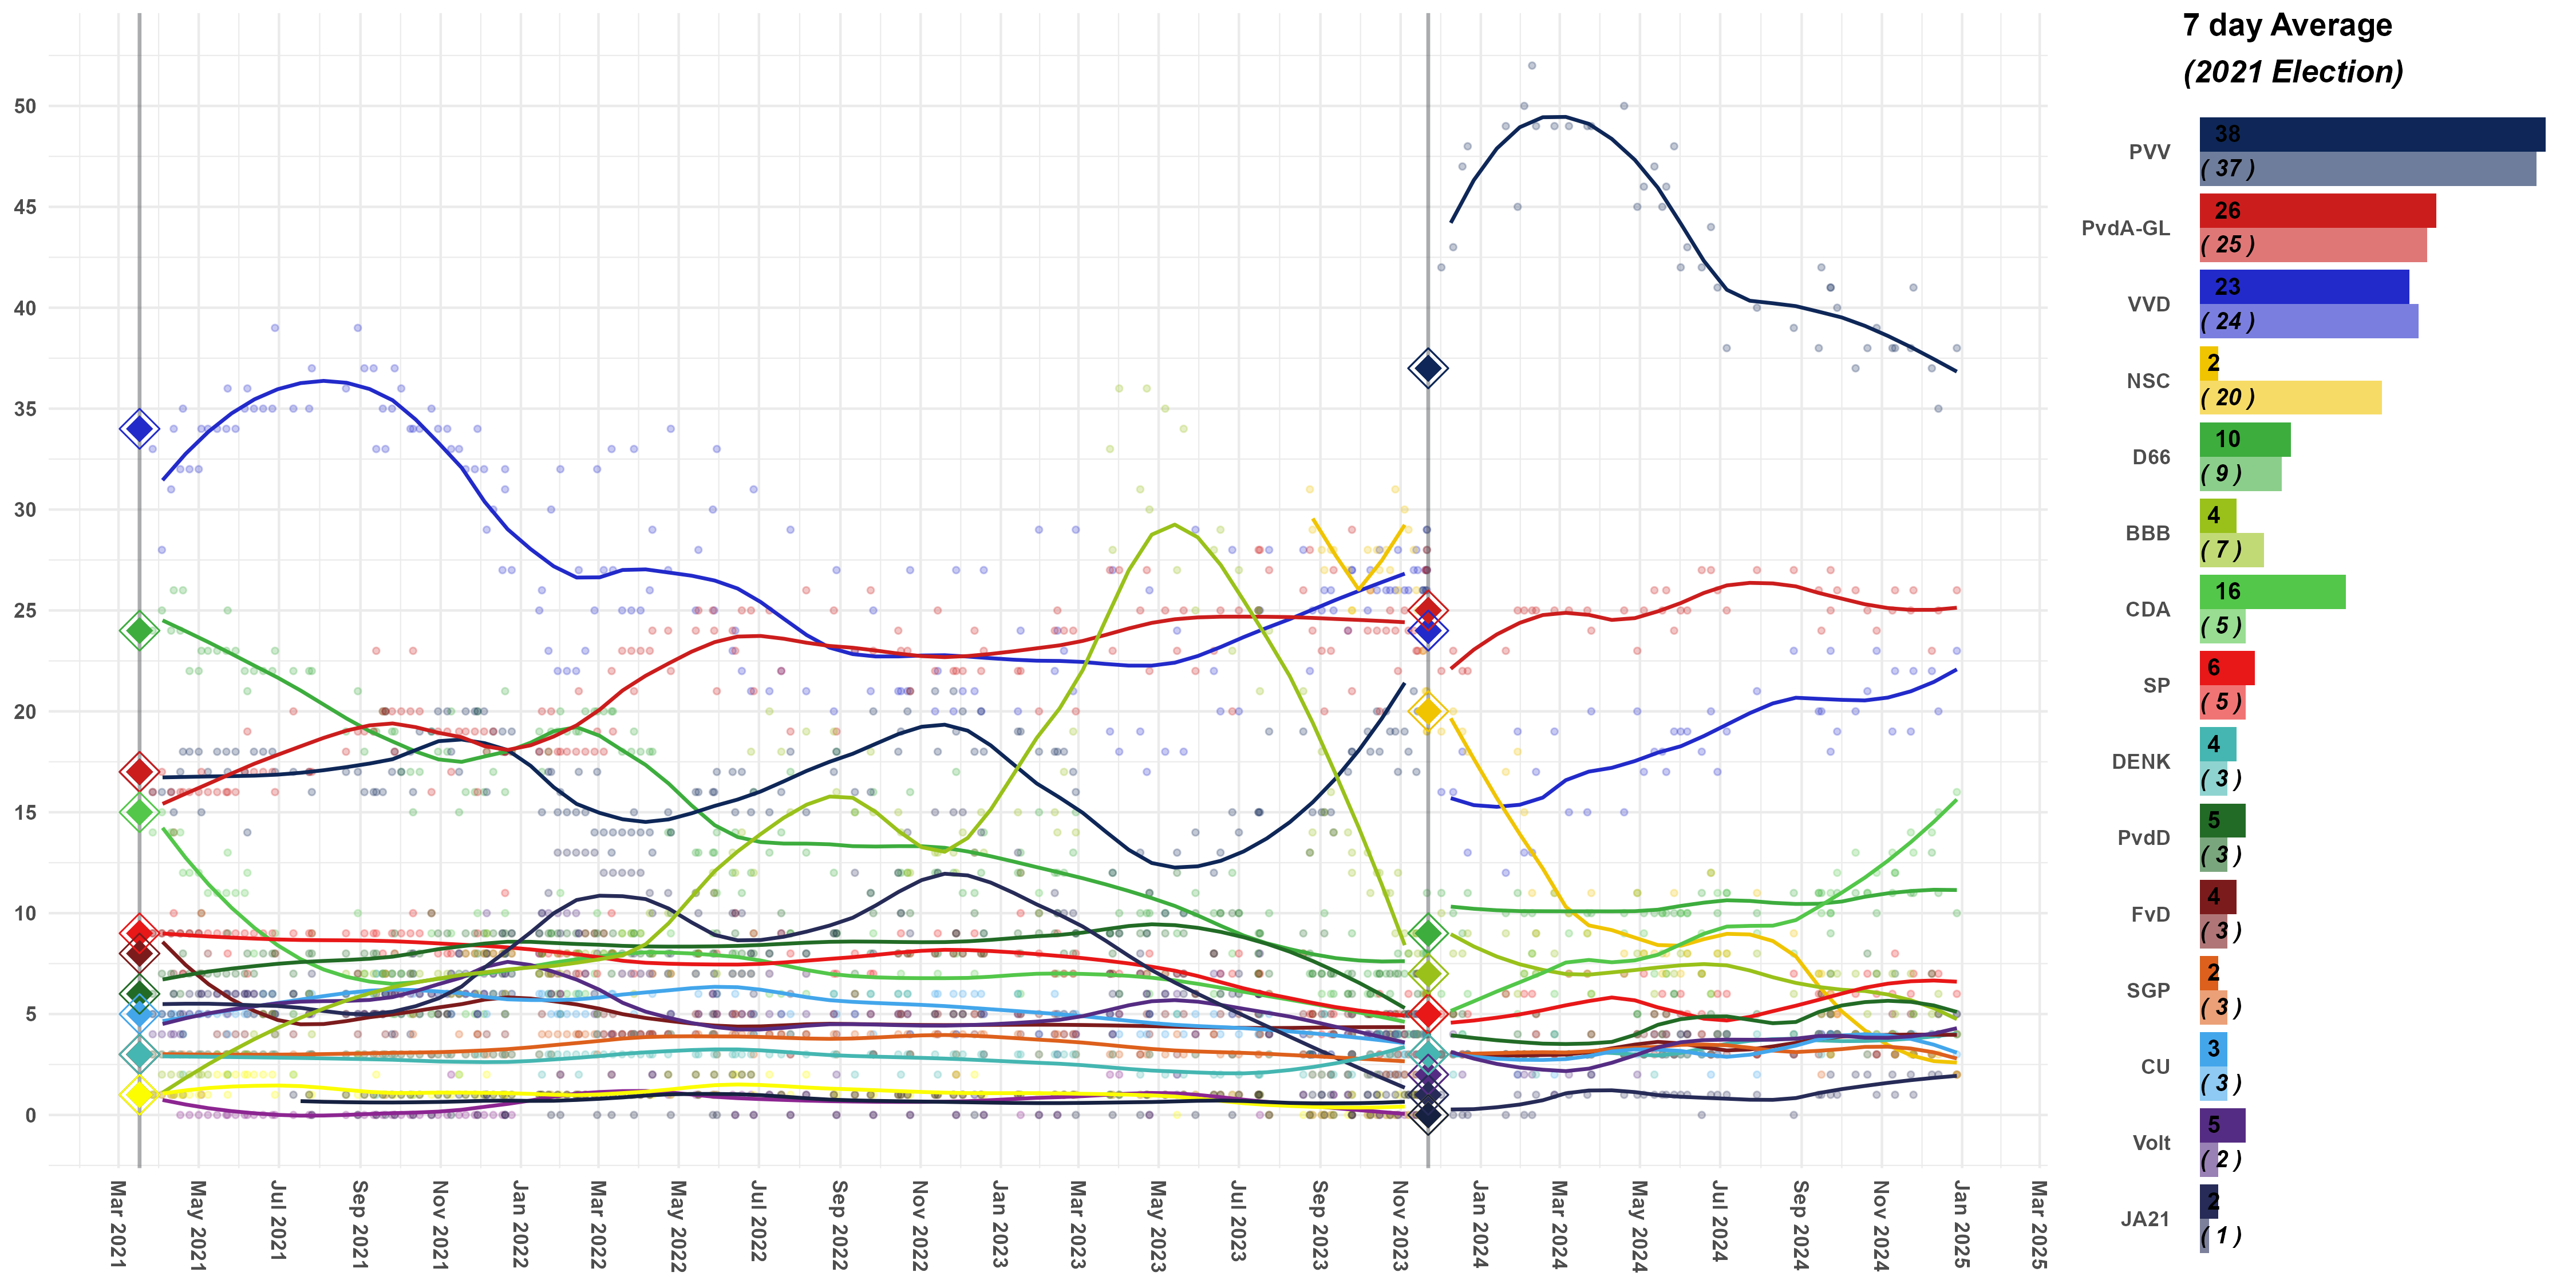 7 day Average
(2021 Election)
50
45
40
35
30
25
20
15
10
5
0
Mar 2021
May 2021
Jul 2021
Sep 2021
Nov 2021
Jan 2022
Mar 2022
May 2022
Jul 2022
Sep 2022
Nov 2022
Jan 2023
Mar 2023
May 2023
Jul 2023
Sep 2023
Nov 2023
Jan 2024
Mar 2024
May 2024
Jul 2024
Sep 2024
Nov 2024
Jan 2025
Mar 2025
PVV
38
( 37 )
PvdA-GL
26
( 25 )
VVD
23
( 24 )
NSC
2
( 20 )
D66
10
( 9 )
BBB
4
( 7 )
CDA
16
( 5 )
SP
6
( 5 )
DENK
4
( 3 )
PvdD
5
( 3 )
FvD
4
( 3 )
SGP
2
( 3 )
CU
3
( 3 )
Volt
5
( 2 )
JA21
2
( 1 )